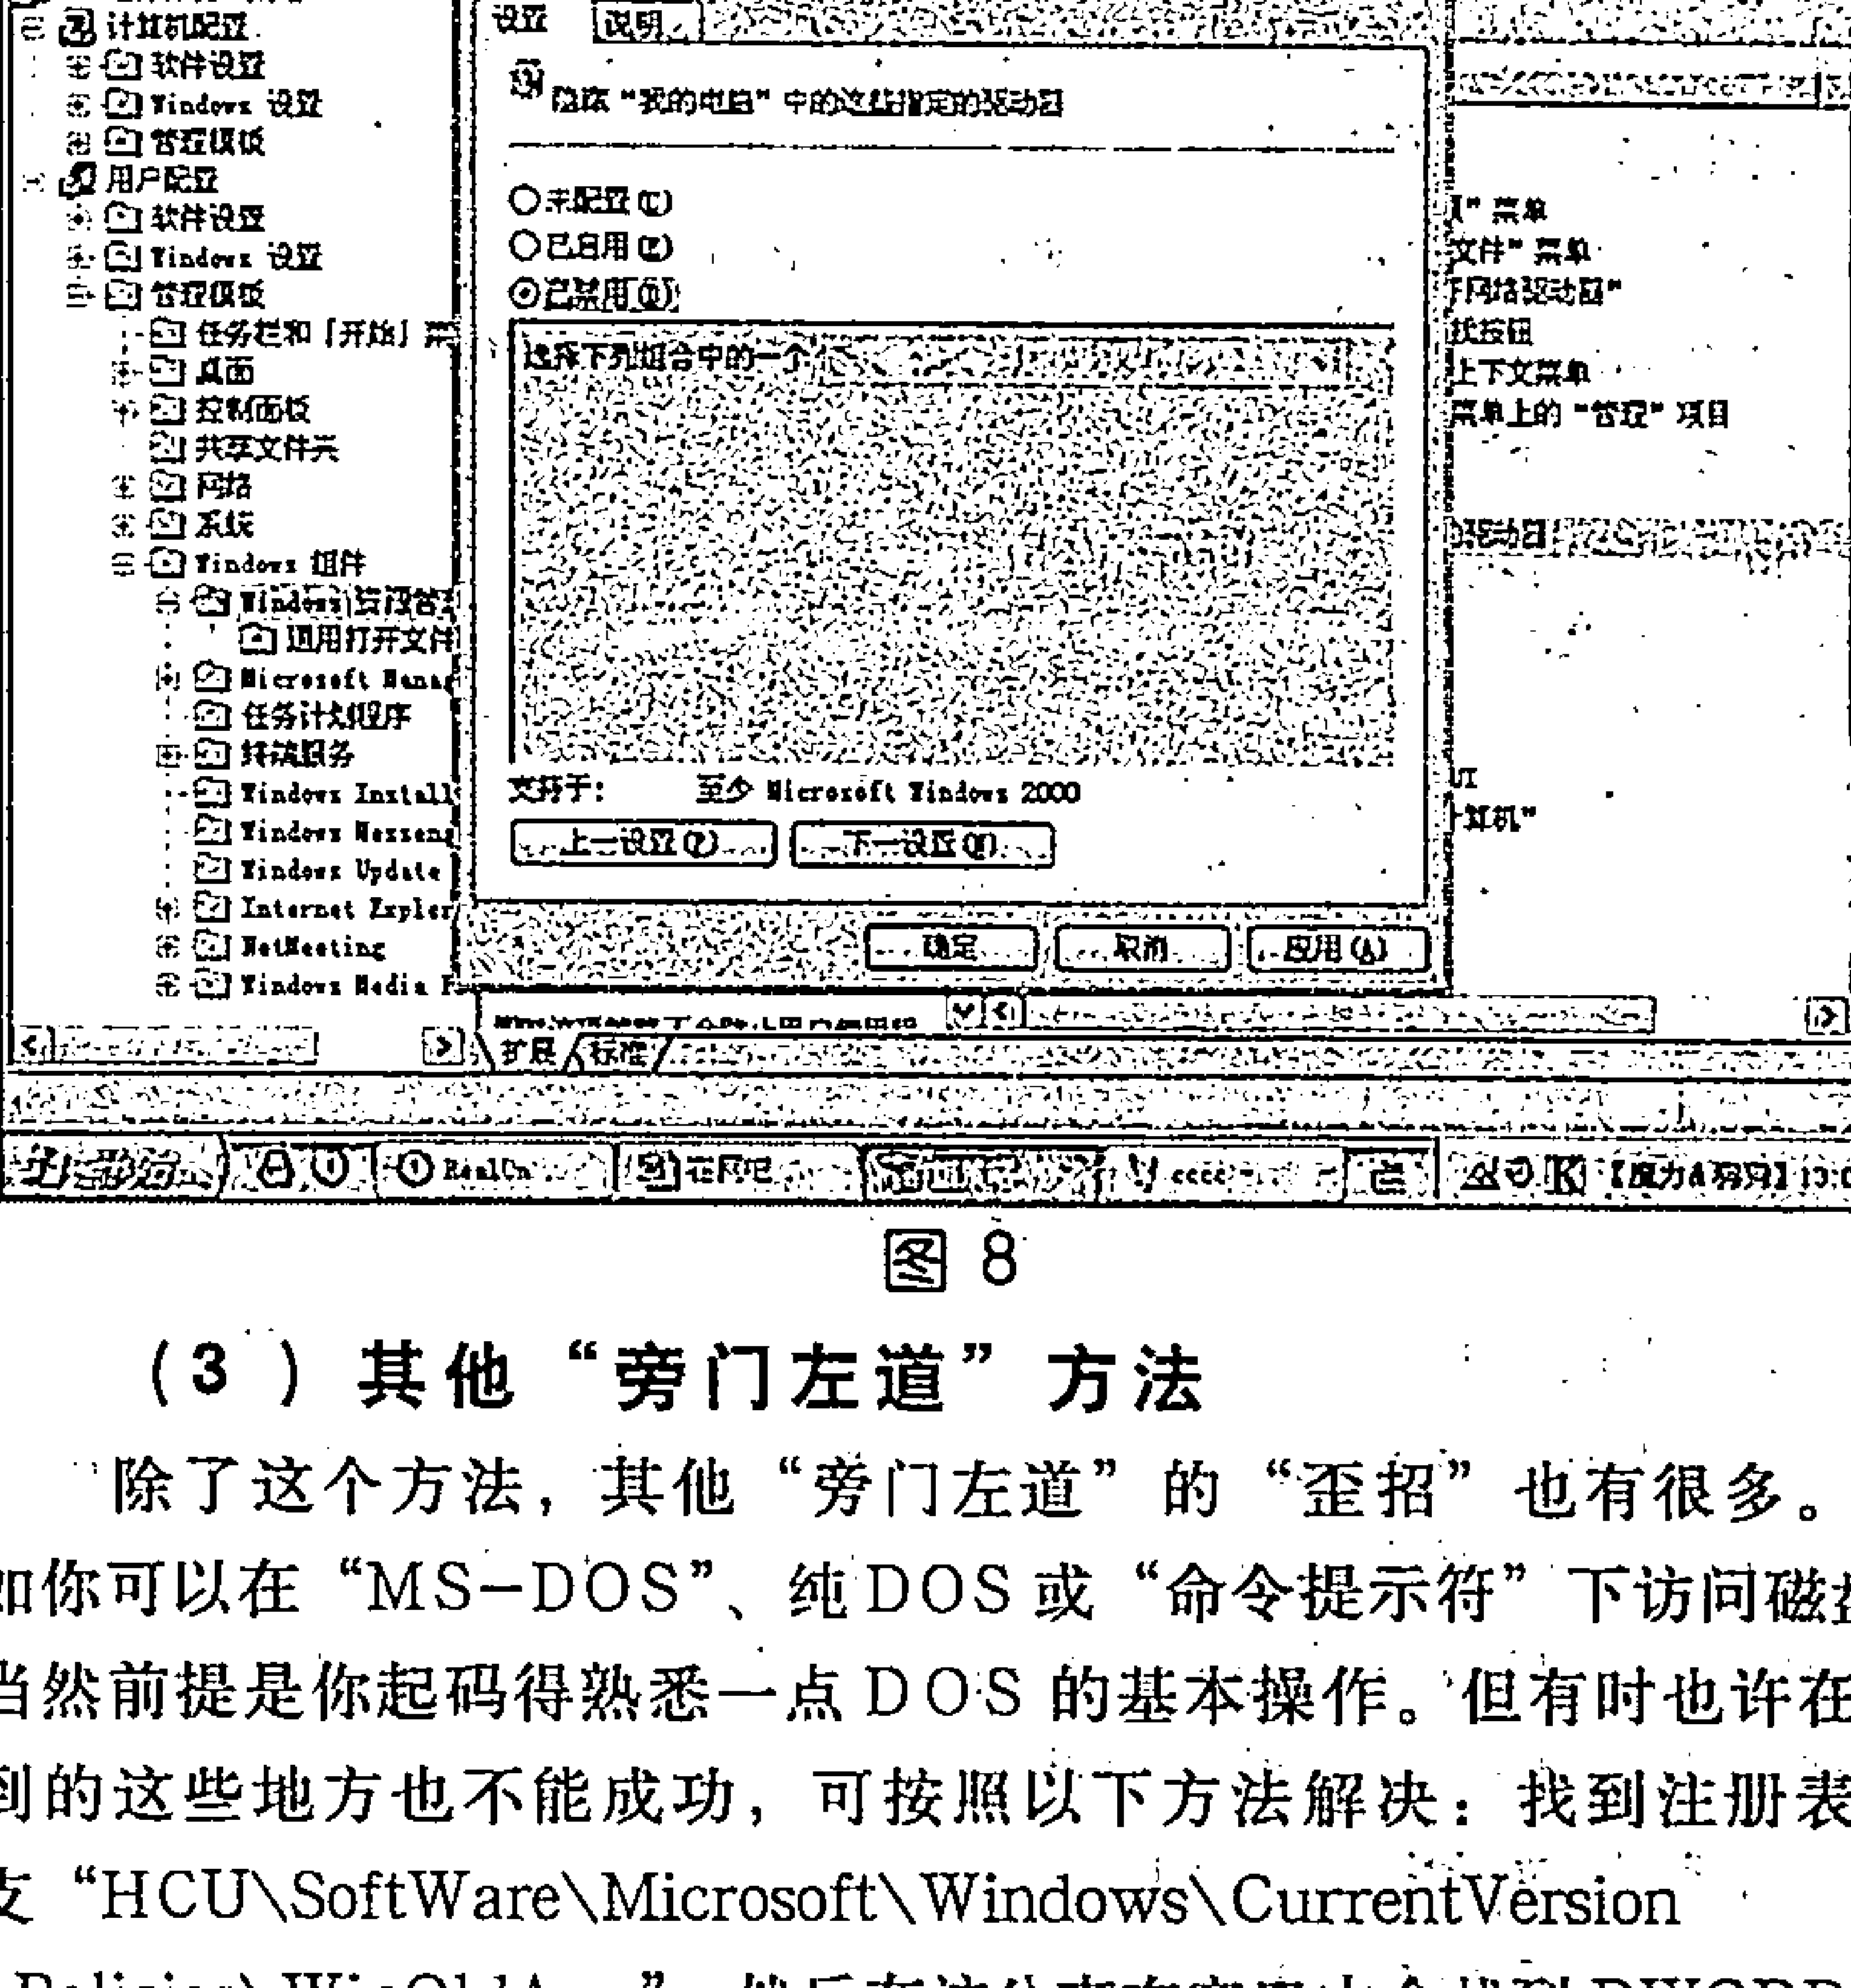 计算机配置
软件设置
Windows 设置
管理模板
用户配置
软件设置
Windows 设置
管理模板
任务栏和「开始」菜
桌面
控制面板
共享文件夹
网络
系统
Windows 组件
Windows 资源管
通用打开文件
Microsoft Manag
任务计划程序
终端服务
Windows Install
Windows Messeng
Windows Update
Internet Explor
NetMeeting
Windows Media P
设置 说明
隐藏“我的电脑”中的这些指定的驱动器
未配置(C)
已启用(E)
已禁用(D)
选择下列组合中的一个
支持于: 至少 Microsoft Windows 2000
上一设置(P) 下一设置(N)
确定 取消 应用(A)
”菜单
文件”菜单
网络驱动器”
找按钮
上下文菜单
菜单上的“管理”项目
驱动器
UI
计算机”
扩展 标准
开始 RealOn cccc
图 8
(3)其他“旁门左道”方法
除了这个方法,其他“旁门左道”的“歪招”也有很多。
如你可以在“MS-DOS”、纯DOS或“命令提示符”下访问磁盘
当然前提是你起码得熟悉一点DOS的基本操作。但有时也许在
到的这些地方也不能成功,可按照以下方法解决:找到注册表
支“HCU\SoftWare\Microsoft\Windows\CurrentVersion